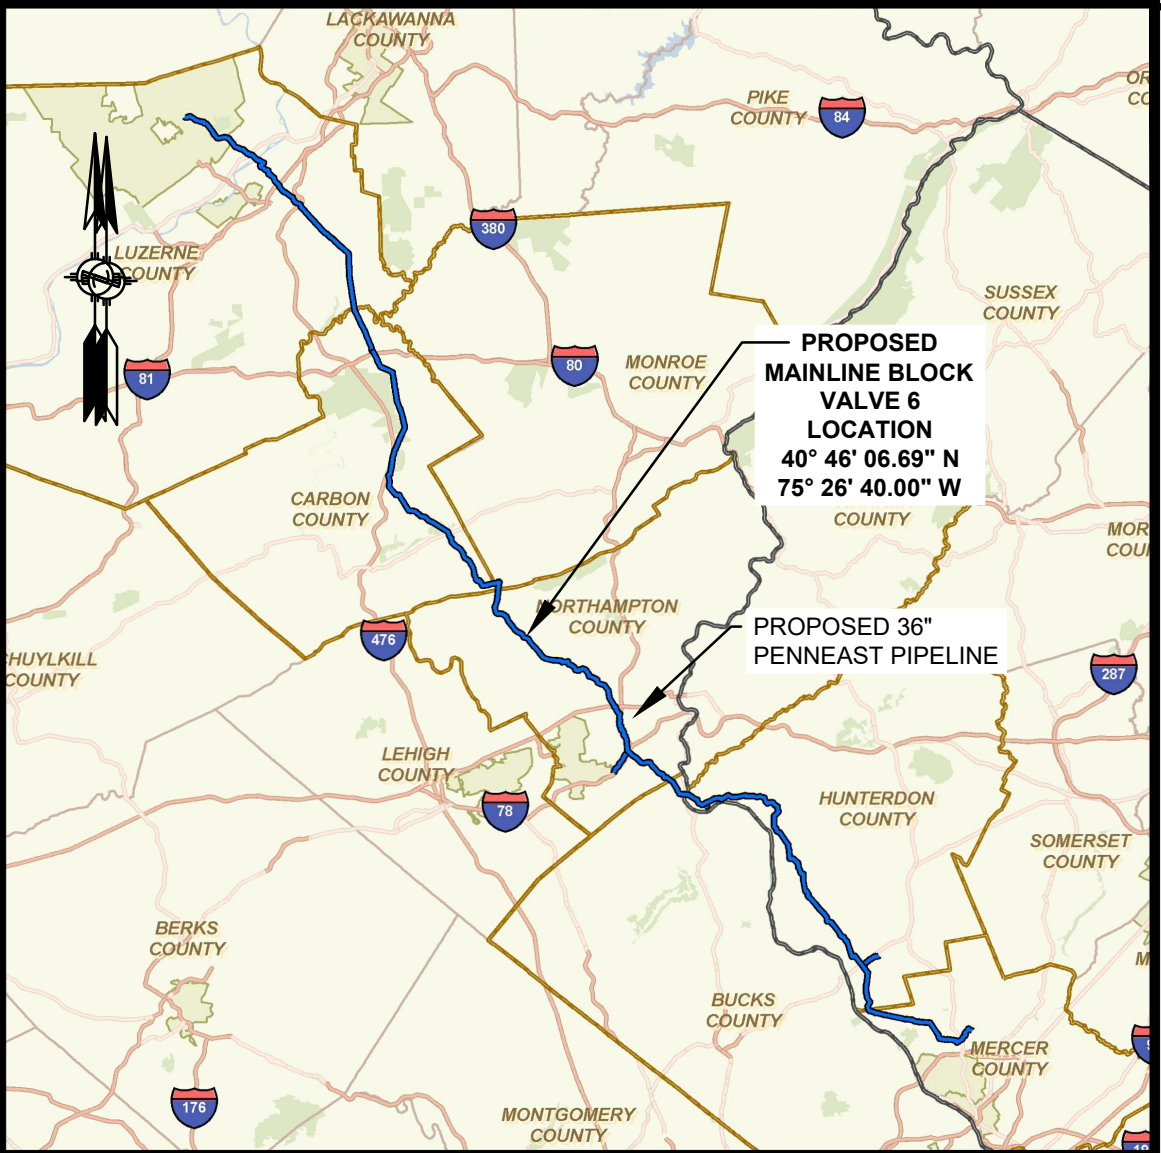 LACKAWANNA
COUNTY
PIKE
COUNTY
84
LUZERNE
COUNTY
380
SUSSEX
COUNTY
81
80
MONROE
COUNTY
PROPOSED
MAINLINE BLOCK
VALVE 6
LOCATION
40° 46' 06.69" N
75° 26' 40.00" W
COUNTY
CARBON
COUNTY
NORTHAMPTON
COUNTY
476
PROPOSED 36"
PENNEAST PIPELINE
HUYLKILL
COUNTY
287
LEHIGH
COUNTY
78
HUNTERDON
COUNTY
SOMERSET
COUNTY
BERKS
COUNTY
BUCKS
COUNTY
MERCER
COUNTY
176
MONTGOMERY
COUNTY